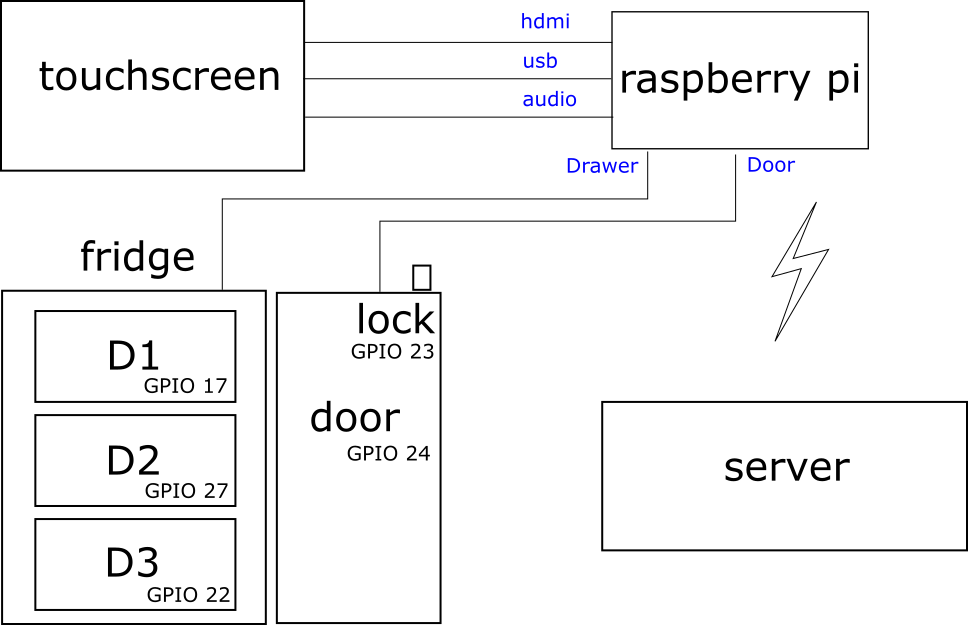 touchscreen
hdmi
usb
audio
raspberry pi
Drawer
Door
fridge
D1
GPIO 17
D2
GPIO 27
D3
GPIO 22
lock
GPIO 23
door
GPIO 24
server